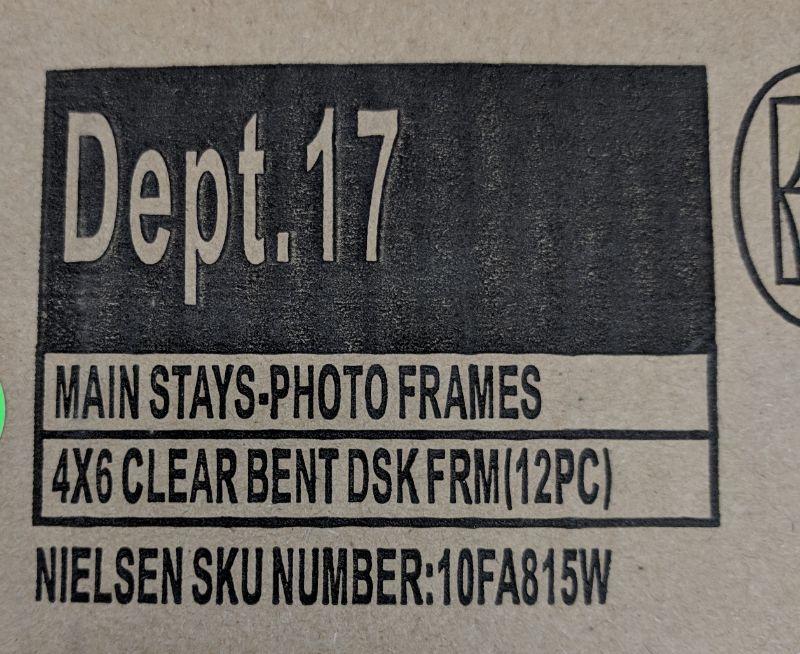 Dept.17
MAIN STAYS-PHOTO FRAMES
4X6 CLEAR BENT DSK FRM(12PC)
NIELSEN SKU NUMBER:10FA815W